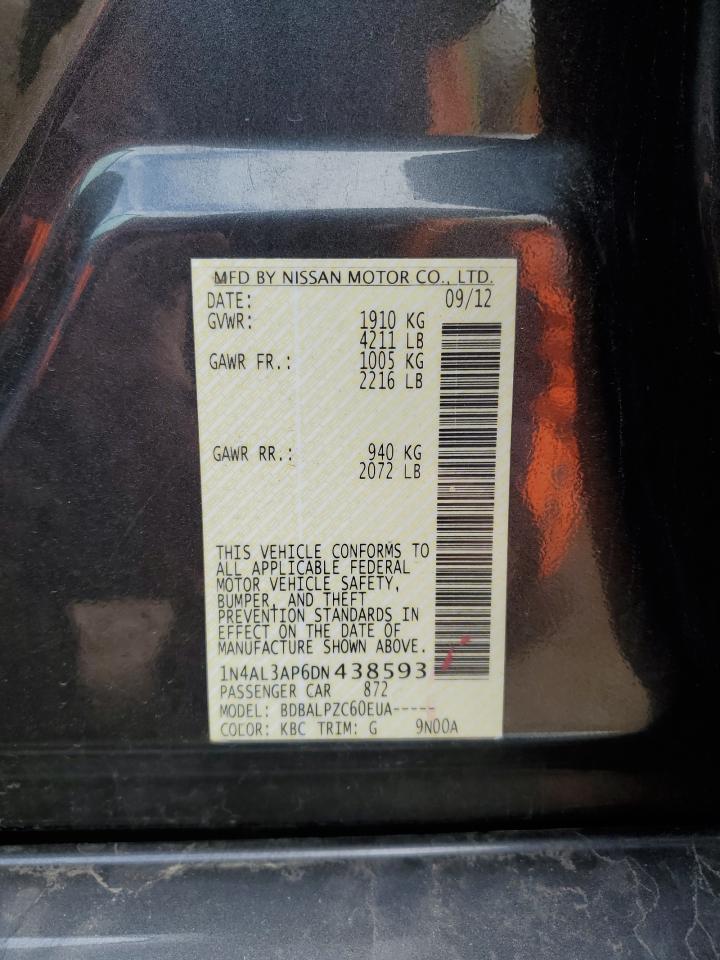 MFD BY NISSAN MOTOR CO., LTD.
DATE: 09/12
GVWR: 1910 KG
4211 LB
GAWR FR.: 1005 KG
2216 LB
GAWR RR.: 940 KG
2072 LB
THIS VEHICLE CONFORMS TO
ALL APPLICABLE FEDERAL
MOTOR VEHICLE SAFETY,
BUMPER, AND THEFT
PREVENTION STANDARDS IN
EFFECT ON THE DATE OF
MANUFACTURE SHOWN ABOVE.
1N4AL3AP6DN438593
PASSENGER CAR 872
MODEL: BDBALPZC60EUA-----
COLOR: KBC TRIM: G 9N00A